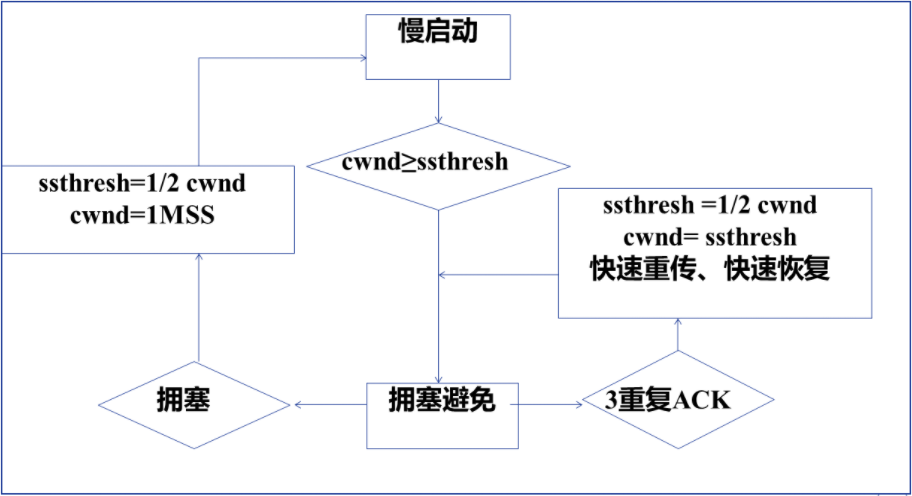 慢启动
cwnd≥ssthresh
ssthresh=1/2 cwnd
cwnd=1MSS
ssthresh =1/2 cwnd
cwnd= ssthresh
快速重传、快速恢复
拥塞
拥塞避免
3重复ACK